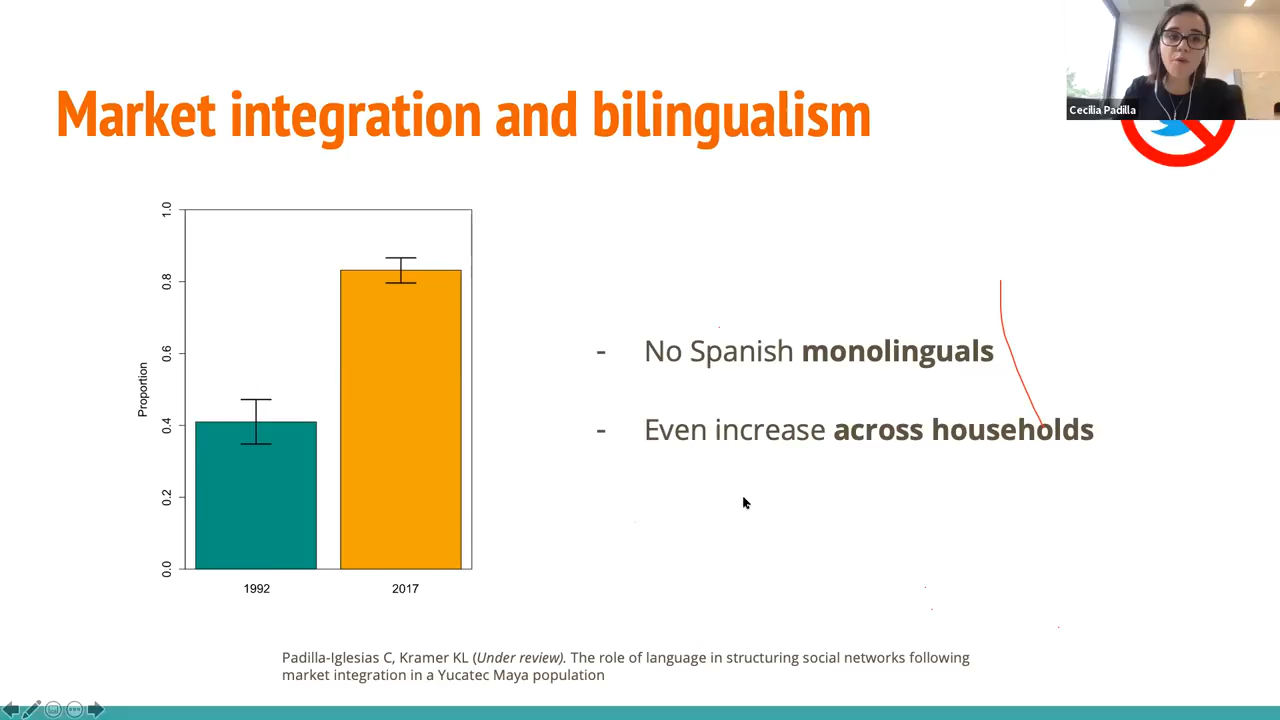 Cecilia Padilla
Market integration and bilingualism
1.0
0.8
0.6
0.4
0.2
0.0
Proportion
1992
2017
- No Spanish monolinguals
- Even increase across households
Padilla-Iglesias C, Kramer KL (Under review). The role of language in structuring social networks following
market integration in a Yucatec Maya population